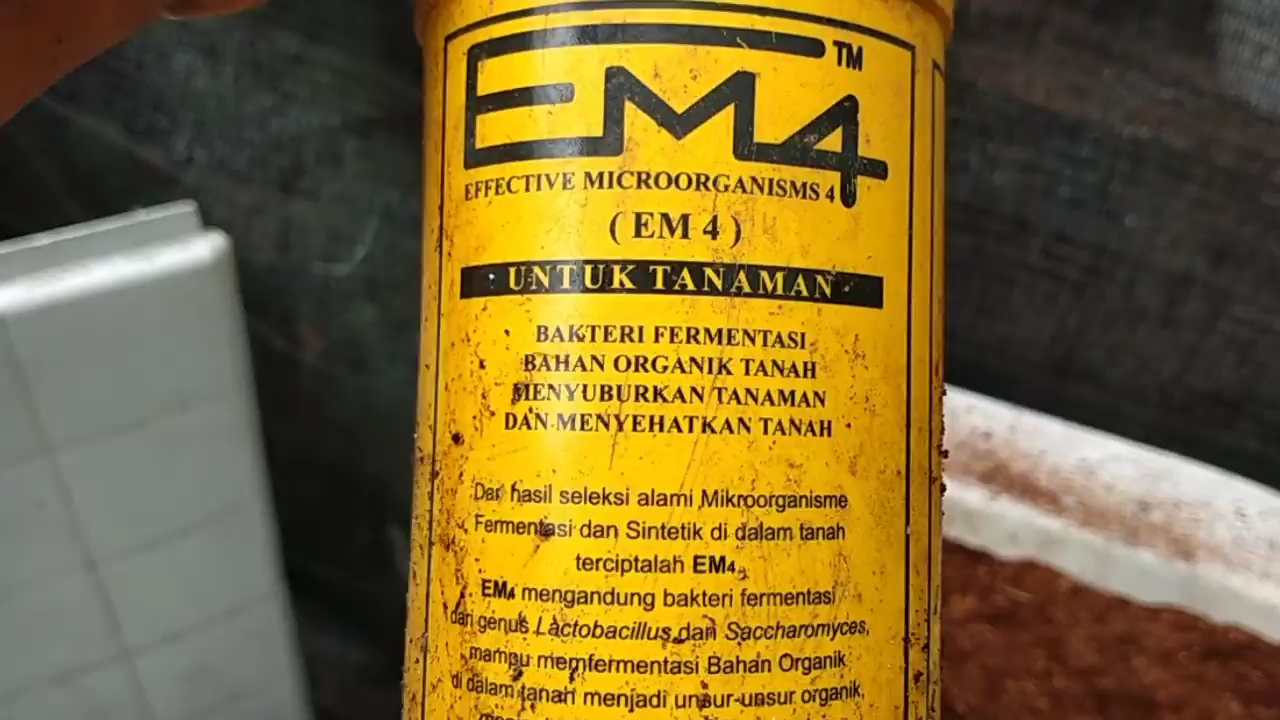 EM4 TM
EFFECTIVE MICROORGANISMS 4
( EM 4 )
UNTUK TANAMAN
BAKTERI FERMENTASI
BAHAN ORGANIK TANAH
MENYUBURKAN TANAMAN
DAN MENYEHATKAN TANAH
Dari hasil seleksi alami Mikroorganisme
Fermentasi dan Sintetik di dalam tanah
terciptalah EM4.
EM4 mengandung bakteri fermentasi
dari genus Lactobacillus dan Saccharomyces,
mampu memfermentasi Bahan Organik
di dalam tanah menjadi unsur-unsur organik,